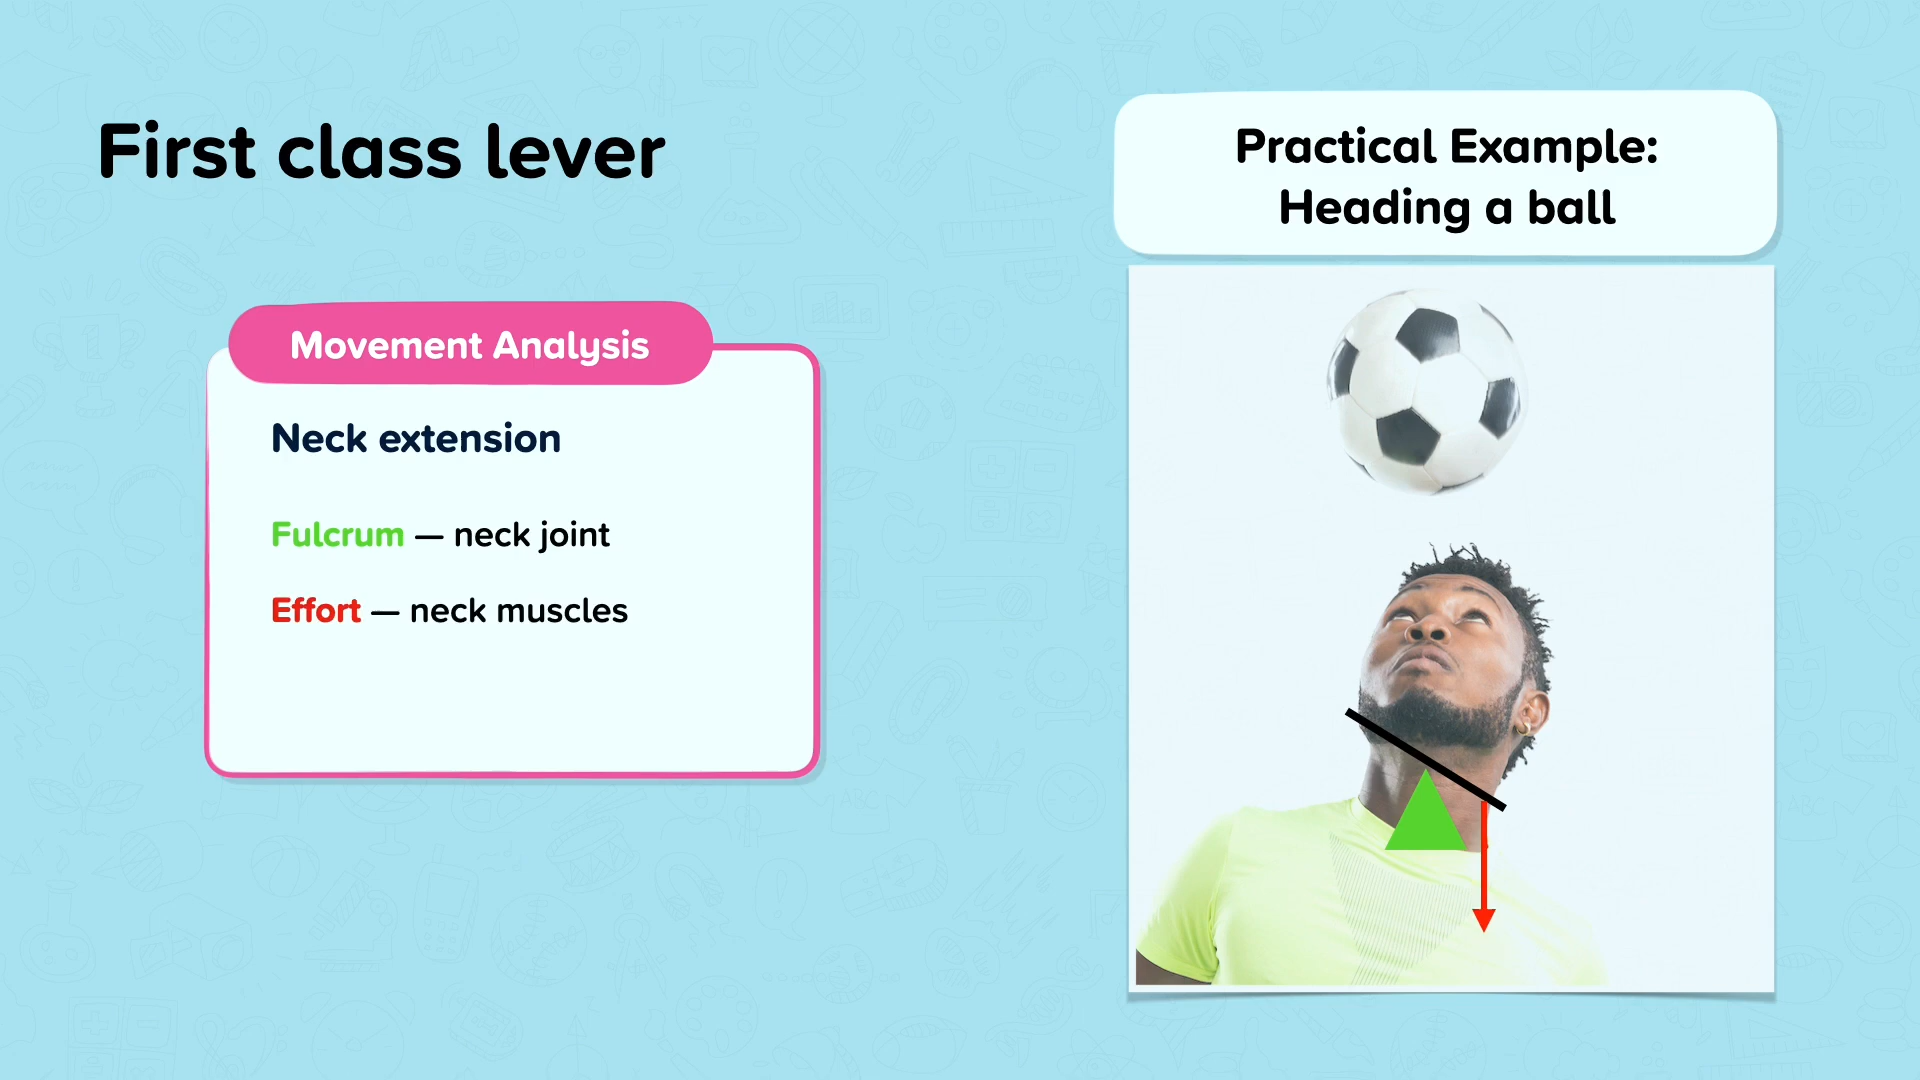 First class lever
Practical Example:
Heading a ball
Movement Analysis
Neck extension
Fulcrum — neck joint
Effort — neck muscles